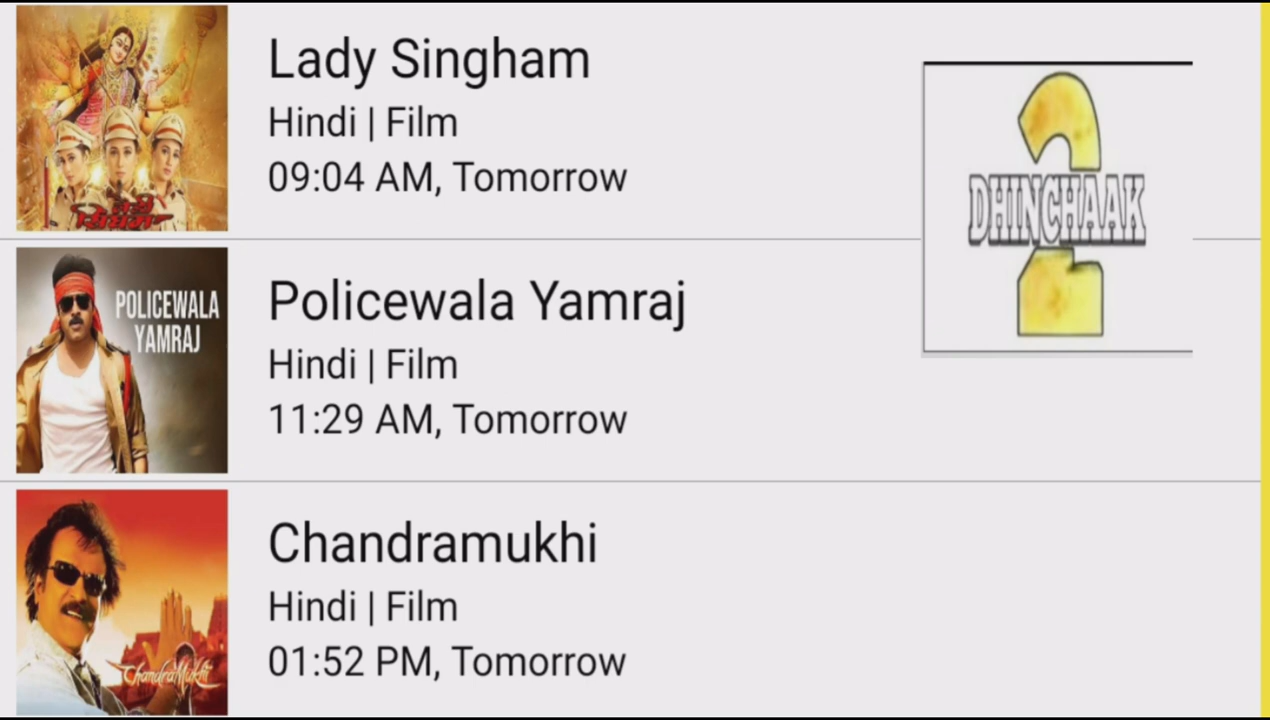 Lady Singham
Hindi | Film
09:04 AM, Tomorrow
DHINCHAAK
2
POLICEWALA
YAMRAJ
Policewala Yamraj
Hindi | Film
11:29 AM, Tomorrow
ChandraMukhi
Chandramukhi
Hindi | Film
01:52 PM, Tomorrow